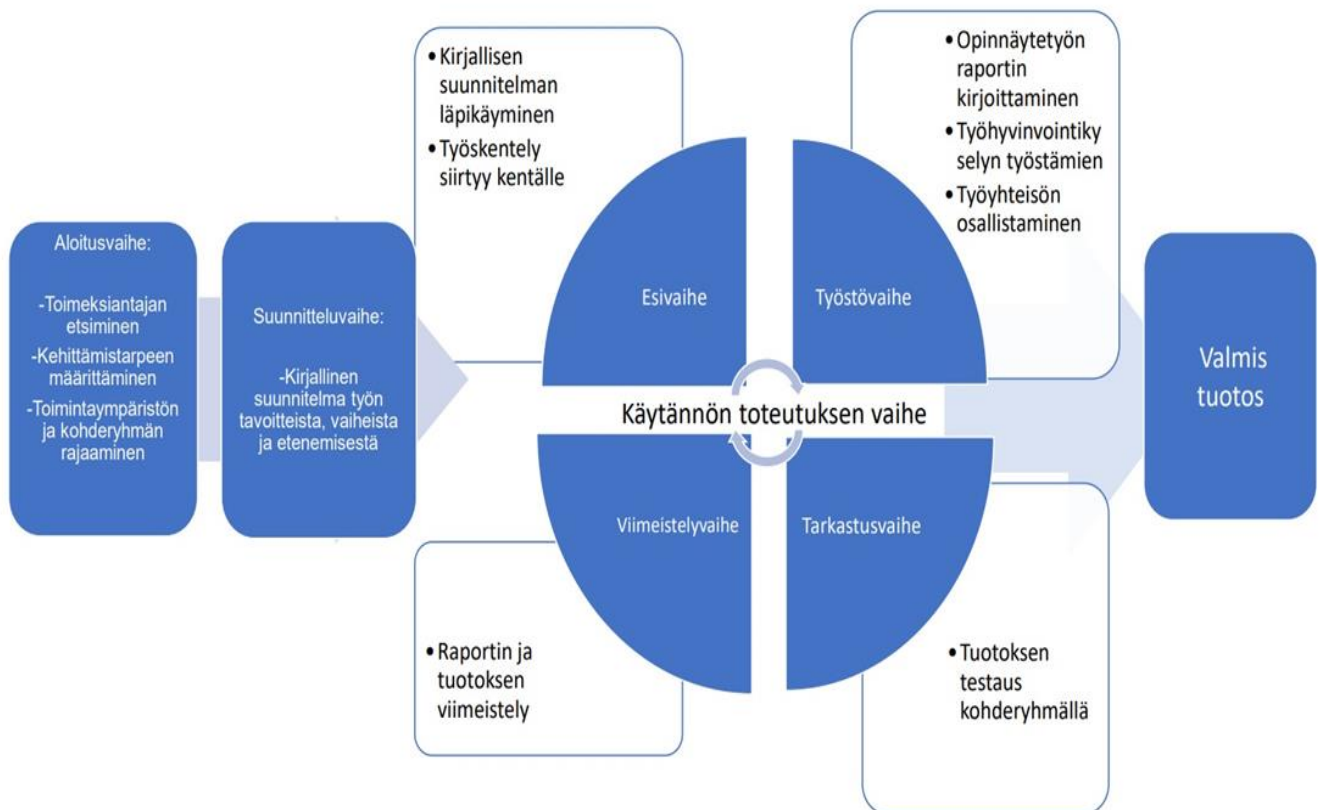 Aloitusvaihe:
-Toimeksiantajan
etsiminen
-Kehittämistarpeen
määrittäminen
-Toimintaympäristön
ja kohderyhmän
rajaaminen
Suunnitteluvaihe:
-Kirjallinen
suunnitelma työn
tavoitteista, vaiheista
ja etenemisestä
• Kirjallisen
suunnitelman
läpikäyminen
• Työskentely
siirtyy kentälle
Esivaihe
• Opinnäytetyön
raportin
kirjoittaminen
• Työhyvinvointiky
selyn työstämien
• Työyhteisön
osallistaminen
Työstövaihe
Käytännön toteutuksen vaihe
Viimeistelyvaihe
• Raportin ja
tuotoksen
viimeistely
Tarkastusvaihe
• Tuotoksen
testaus
kohderyhmällä
Valmis
tuotos